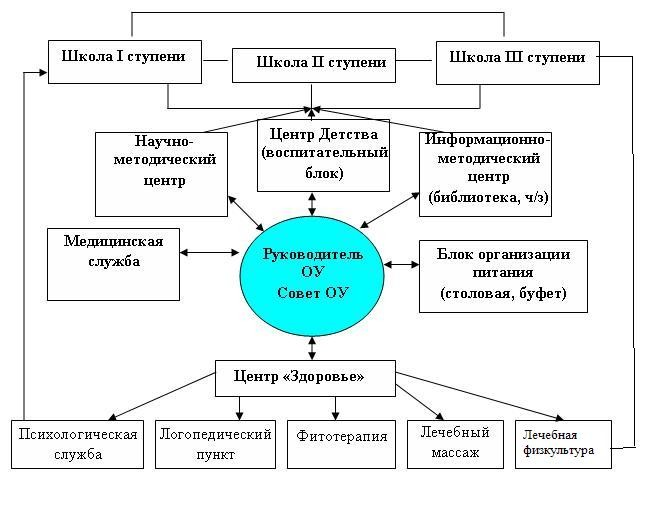 Школа I ступени
Школа II ступени
Школа III ступени
Научно-
методический
центр
Центр Детства
(воспитательный
блок)
Информационно-
методический
центр
(библиотека, ч/з)
Медицинская
служба
Руководитель
ОУ
Совет ОУ
Блок организации
питания
(столовая, буфет)
Центр «Здоровье»
Психологическая
служба
Логопедический
пункт
Фитотерапия
Лечебный
массаж
Лечебная
физкультура